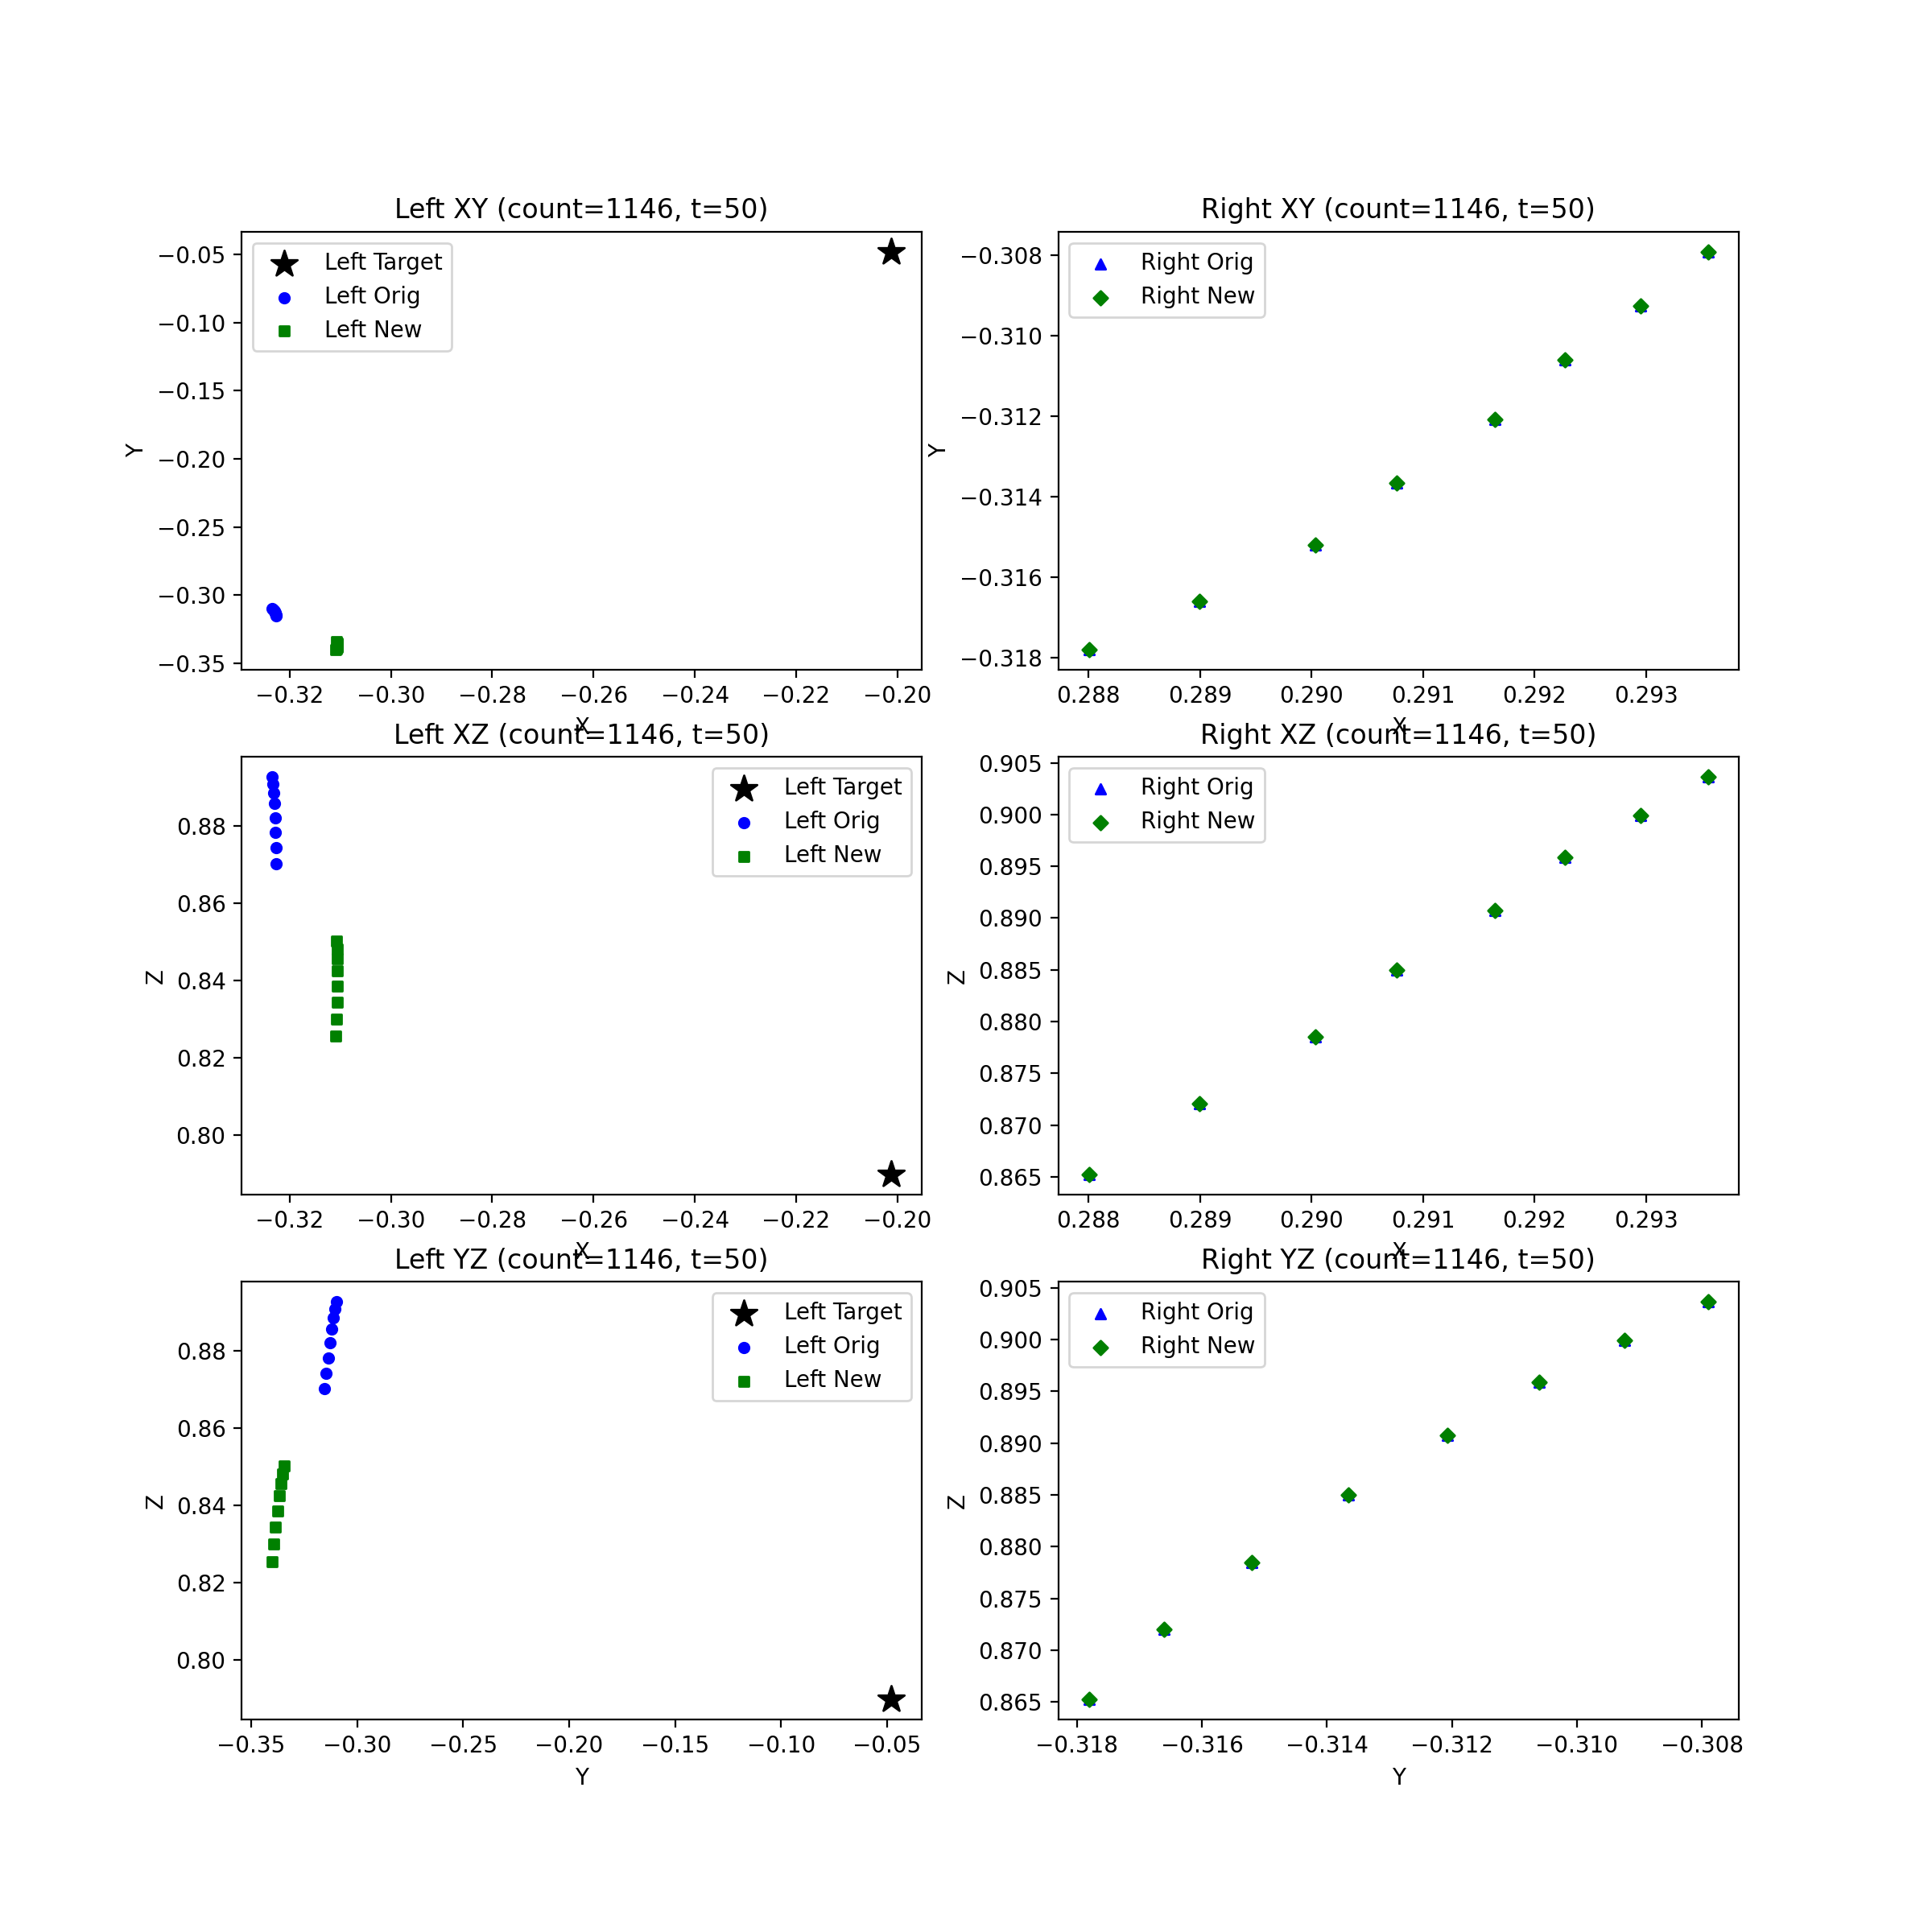 Left XY (count=1146, t=50)
Left Target
Left Orig
Left New
−0.05
−0.10
−0.15
−0.20
−0.25
−0.30
−0.35
Y
−0.32 −0.30 −0.28 −0.26 −0.24 −0.22 −0.20
X
Right XY (count=1146, t=50)
Right Orig
Right New
−0.308
−0.310
−0.312
−0.314
−0.316
−0.318
Y
0.288 0.289 0.290 0.291 0.292 0.293
X
Left XZ (count=1146, t=50)
Left Target
Left Orig
Left New
0.88
0.86
0.84
0.82
0.80
Z
−0.32 −0.30 −0.28 −0.26 −0.24 −0.22 −0.20
X
Right XZ (count=1146, t=50)
Right Orig
Right New
0.905
0.900
0.895
0.890
0.885
0.880
0.875
0.870
0.865
Z
0.288 0.289 0.290 0.291 0.292 0.293
X
Left YZ (count=1146, t=50)
Left Target
Left Orig
Left New
0.88
0.86
0.84
0.82
0.80
Z
−0.35 −0.30 −0.25 −0.20 −0.15 −0.10 −0.05
Y
Right YZ (count=1146, t=50)
Right Orig
Right New
0.905
0.900
0.895
0.890
0.885
0.880
0.875
0.870
0.865
Z
−0.318 −0.316 −0.314 −0.312 −0.310 −0.308
Y